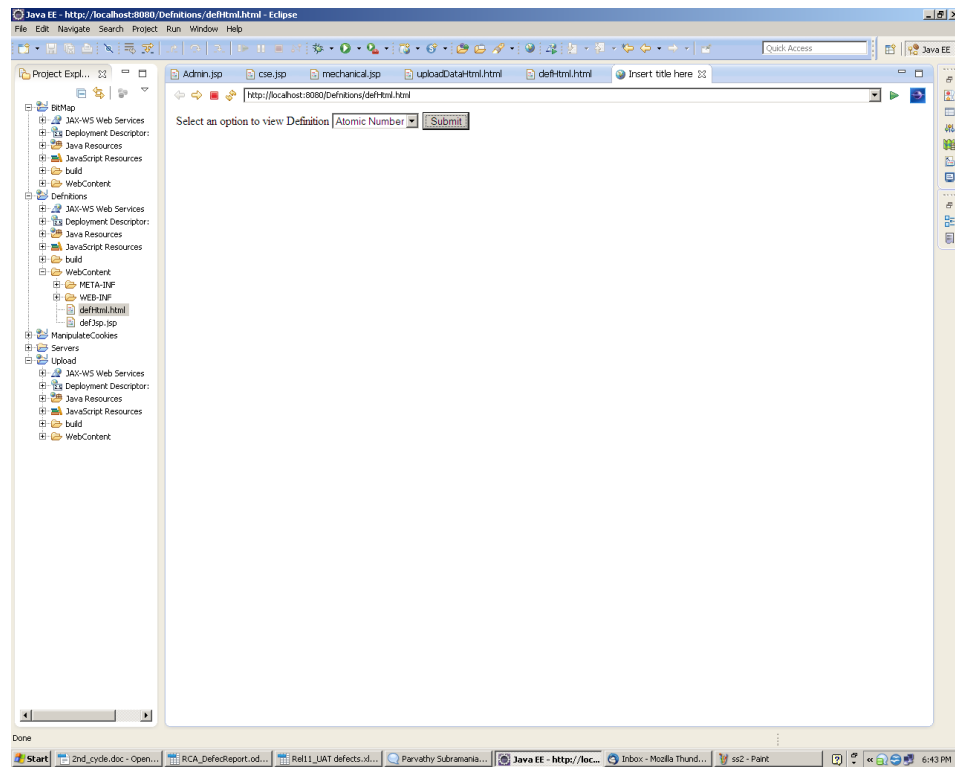 Java EE - http://localhost:8080/Defnitions/defHtml.html - Eclipse
File Edit Navigate Search Project Run Window Help
Quick Access
Java EE
Project Expl...
Admin.jsp
cse.jsp
mechanical.jsp
uploadDataHtml.html
defHtml.html
Insert title here
http://localhost:8080/Defnitions/defHtml.html
Select an option to view Definition Atomic Number Submit
BitMap
JAX-WS Web Services
Deployment Descriptor:
Java Resources
JavaScript Resources
build
WebContent
Defnitions
JAX-WS Web Services
Deployment Descriptor:
Java Resources
JavaScript Resources
build
WebContent
META-INF
WEB-INF
defHtml.html
defJsp.jsp
ManipulateCookies
Servers
Upload
JAX-WS Web Services
Deployment Descriptor:
Java Resources
JavaScript Resources
build
WebContent
Done
Start
2nd_cycle.doc - Open...
RCA_DefecReport.od...
Rel11_UAT defects.xl...
Parvathy Subramania...
Java EE - http://loc...
Inbox - Mozilla Thund...
ss2 - Paint
6:43 PM